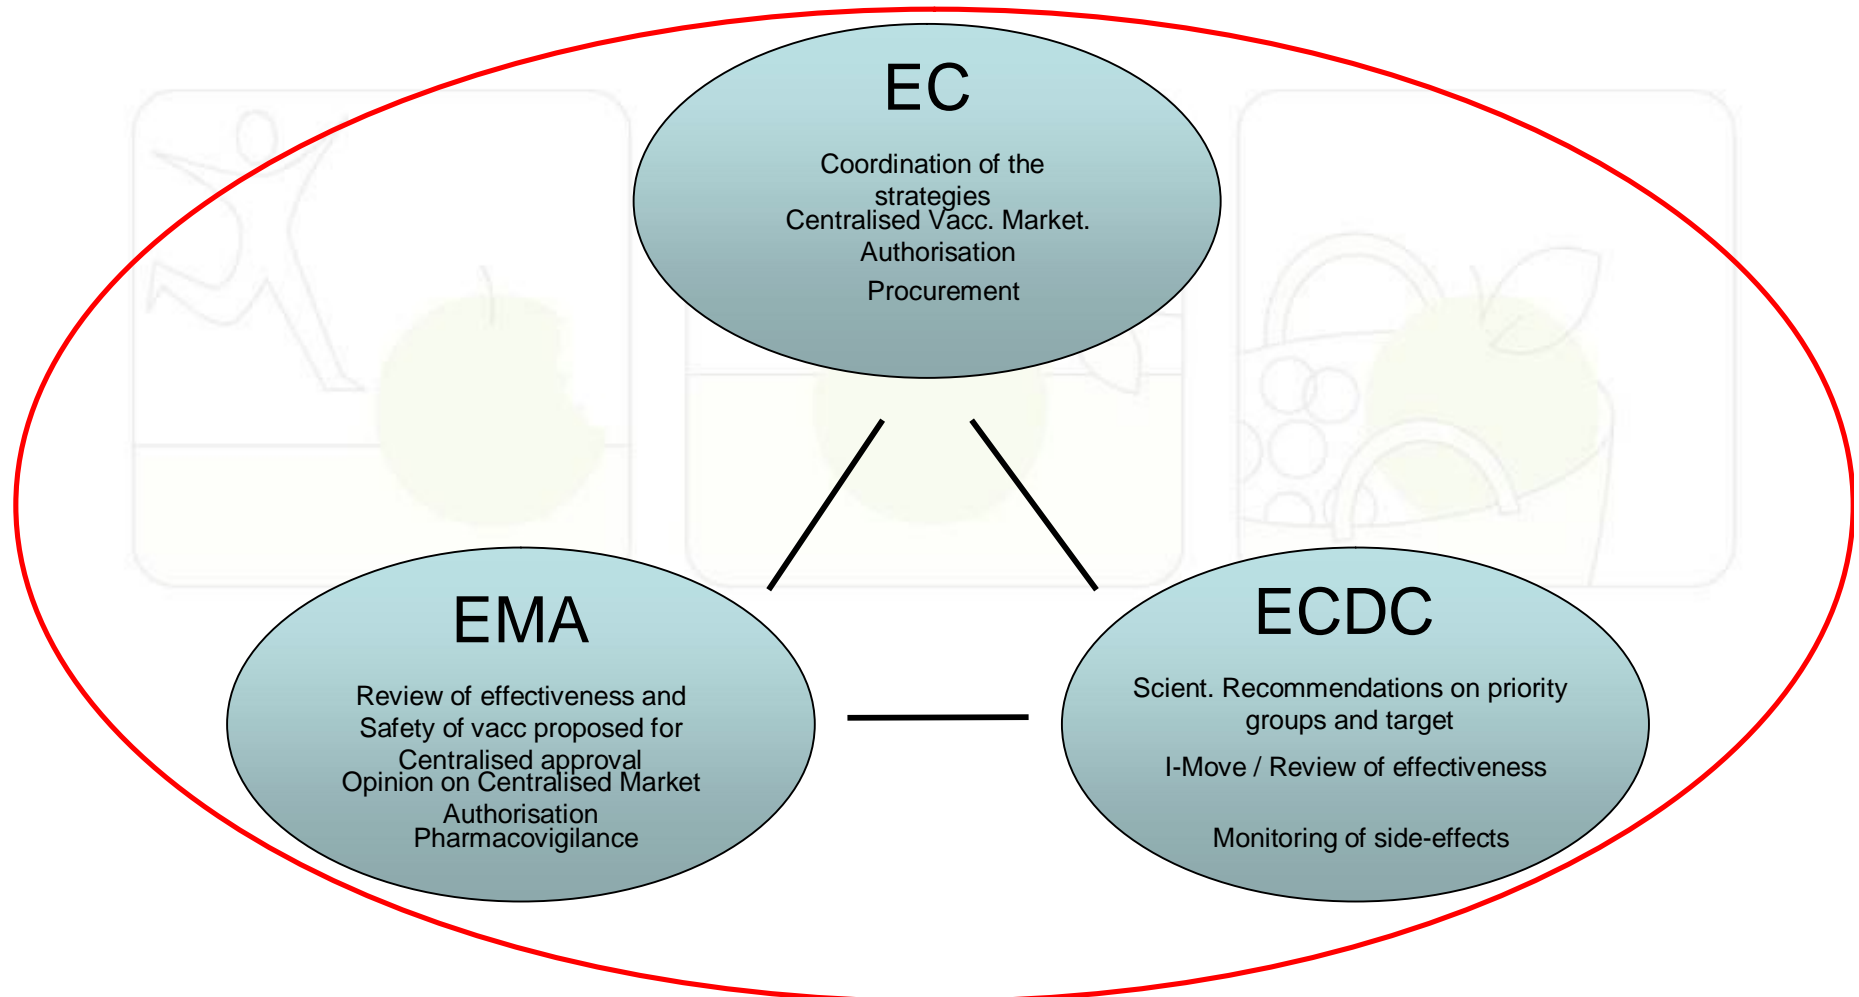 EC
Coordination of the
strategies
Centralised Vacc. Market.
Authorisation
Procurement
EMA
Review of effectiveness and
Safety of vacc proposed for
Centralised approval
Opinion on Centralised Market
Authorisation
Pharmacovigilance
ECDC
Scient. Recommendations on priority
groups and target
I-Move / Review of effectiveness
Monitoring of side-effects